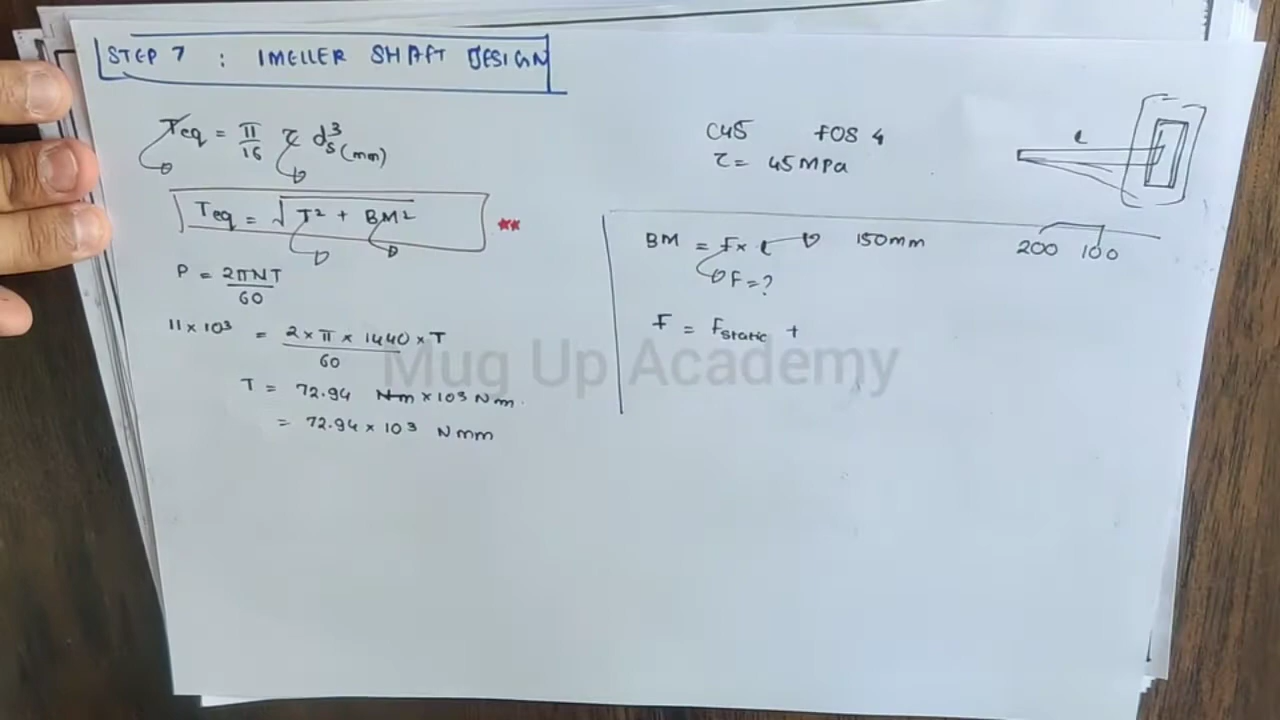 STEP 7 : IMELLER SHAFT DESIGN
Teq = π/16 τ ds³(mm)
Teq = √T² + BM² **
P = 2πNT/60
11 x 10³ = 2 x π x 1440 x T/60
T = 72.94 Nm x 103 Nm.
= 72.94 x 103 Nmm
C45 FOS 4
τ = 45 MPa
l
BM = F x l 150mm 200 100
F = ?
F = Fstatic +
Mug Up Academy